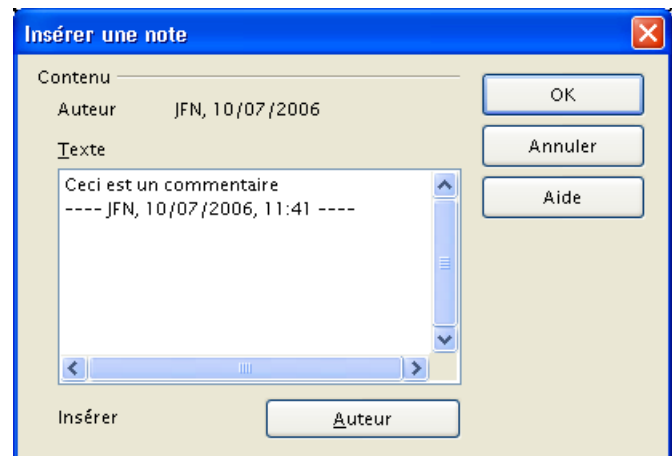 Insérer une note
Contenu
Auteur JFN, 10/07/2006
Texte
Ceci est un commentaire
---- JFN, 10/07/2006, 11:41 ----
Insérer Auteur
OK
Annuler
Aide